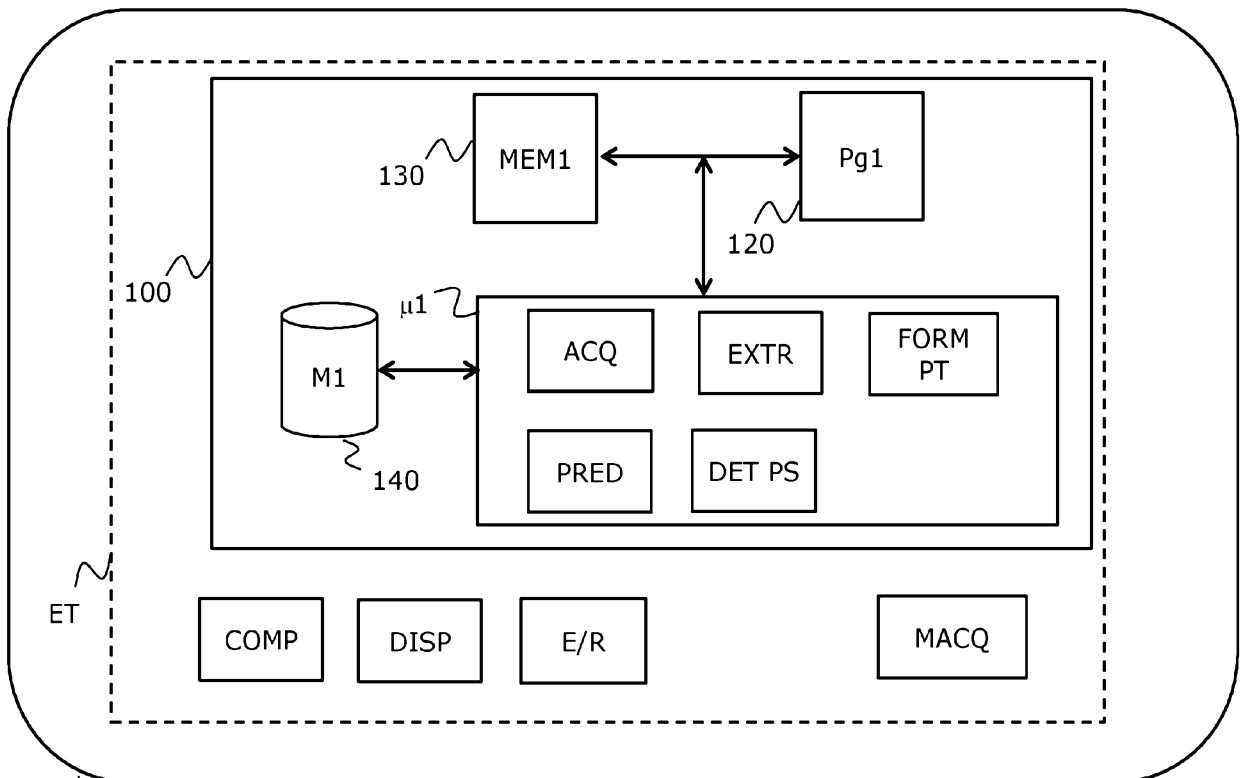 MEM1
Pg1
130
120
100
μ1
ACQ
EXTR
FORM
PT
M1
PRED
DET PS
140
ET
COMP
DISP
E/R
MACQ